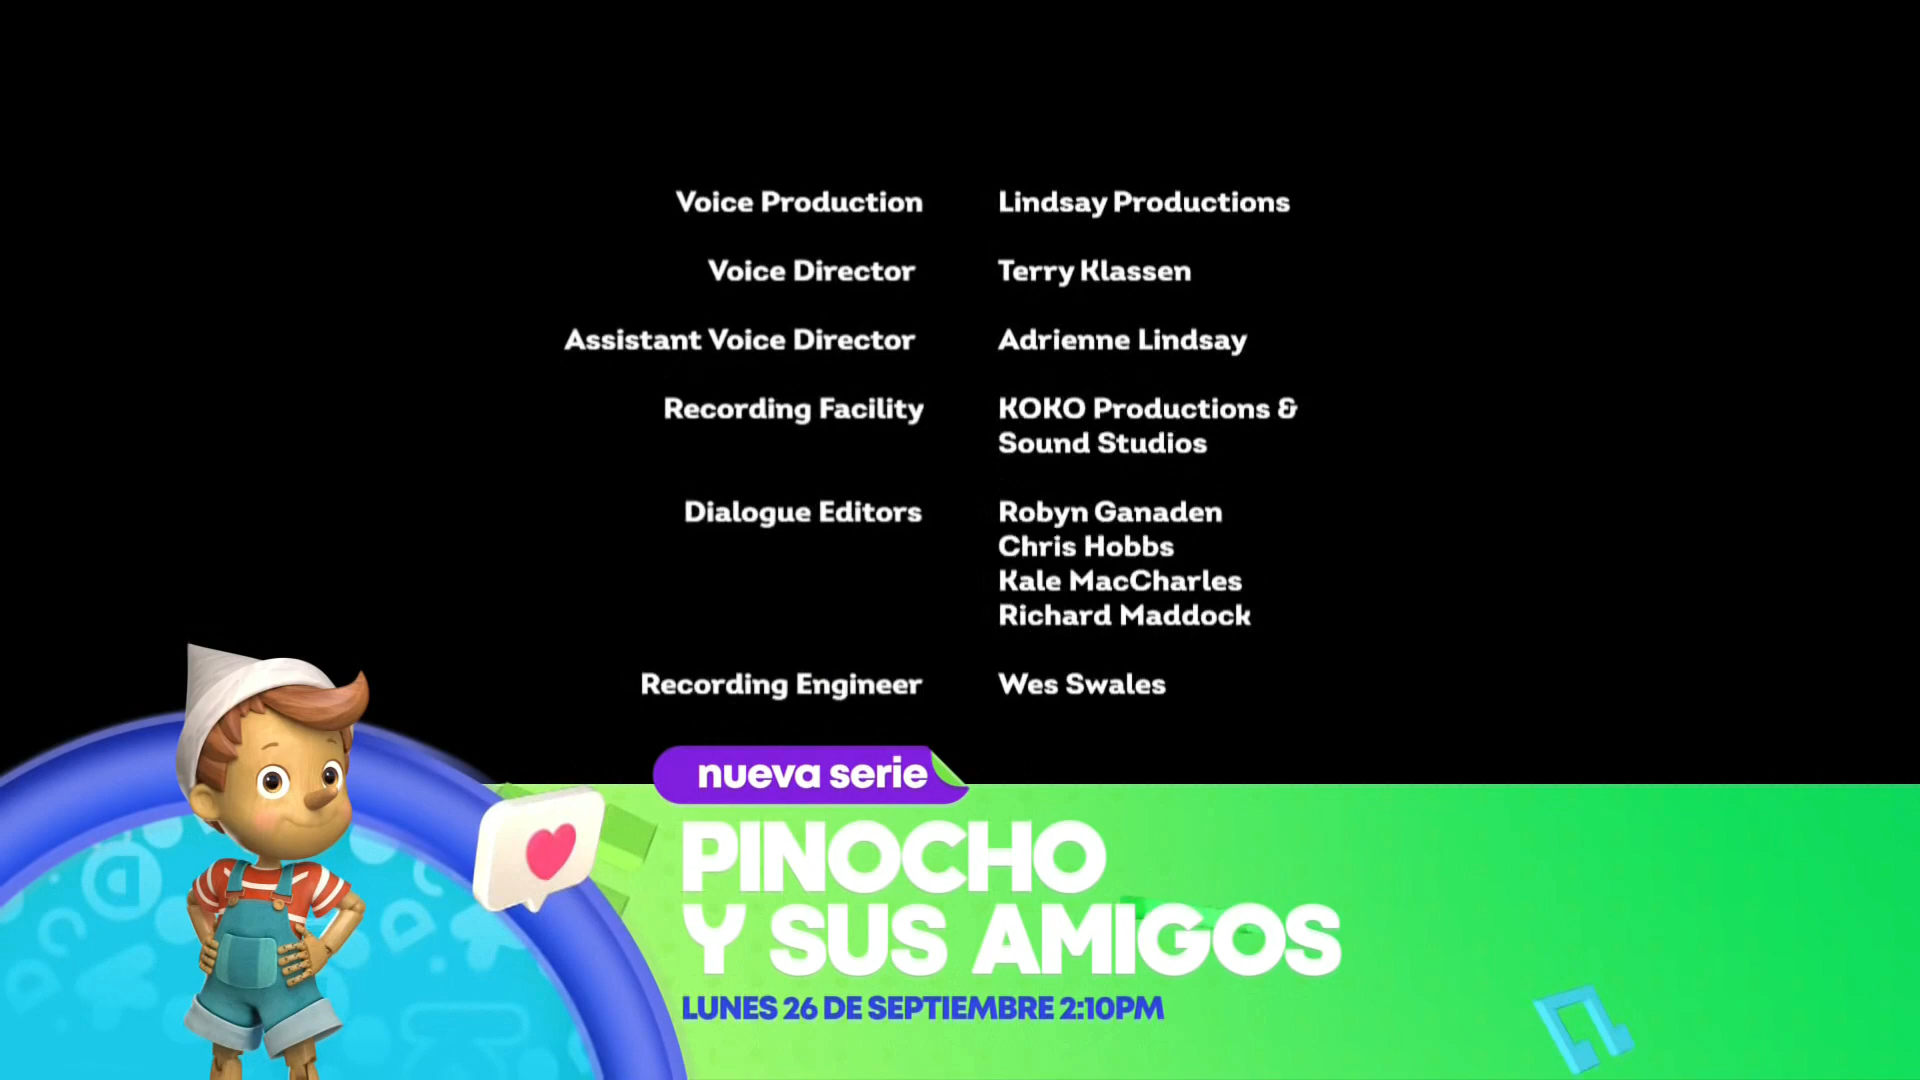 Voice Production Lindsay Productions
Voice Director Terry Klassen
Assistant Voice Director Adrienne Lindsay
Recording Facility KOKO Productions &
Sound Studios
Dialogue Editors Robyn Ganaden
Chris Hobbs
Kale MacCharles
Richard Maddock
Recording Engineer Wes Swales
nueva serie
PINOCHO
Y SUS AMIGOS
LUNES 26 DE SEPTIEMBRE 2:10PM